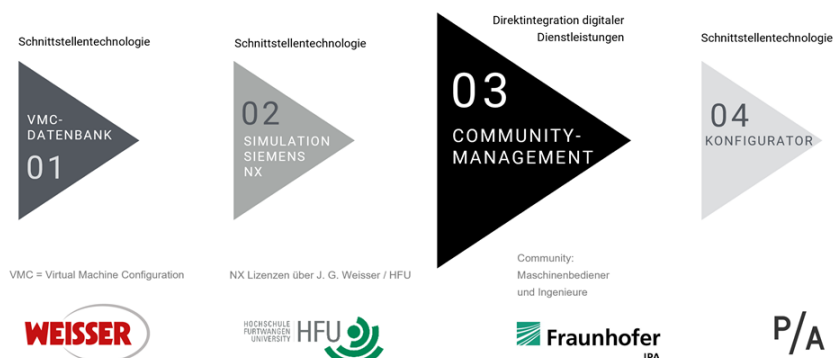 Schnittstellentechnologie
VMC-
DATENBANK
01
VMC = Virtual Machine Configuration
WEISSER
Schnittstellentechnologie
02
SIMULATION
SIEMENS
NX
NX Lizenzen über J. G. Weisser / HFU
HOCHSCHULE
FURTWANGEN
UNIVERSITY
HFU
Direktintegration digitaler
Dienstleistungen
03
COMMUNITY-
MANAGEMENT
Community:
Maschinenbediener
und Ingenieure
Fraunhofer
IPA
Schnittstellentechnologie
04
KONFIGURATOR
P/A